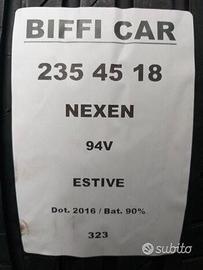 BIFFI CAR
235 45 18
NEXEN
94V
ESTIVE
Dot. 2016 / Bat. 90%
323
subito